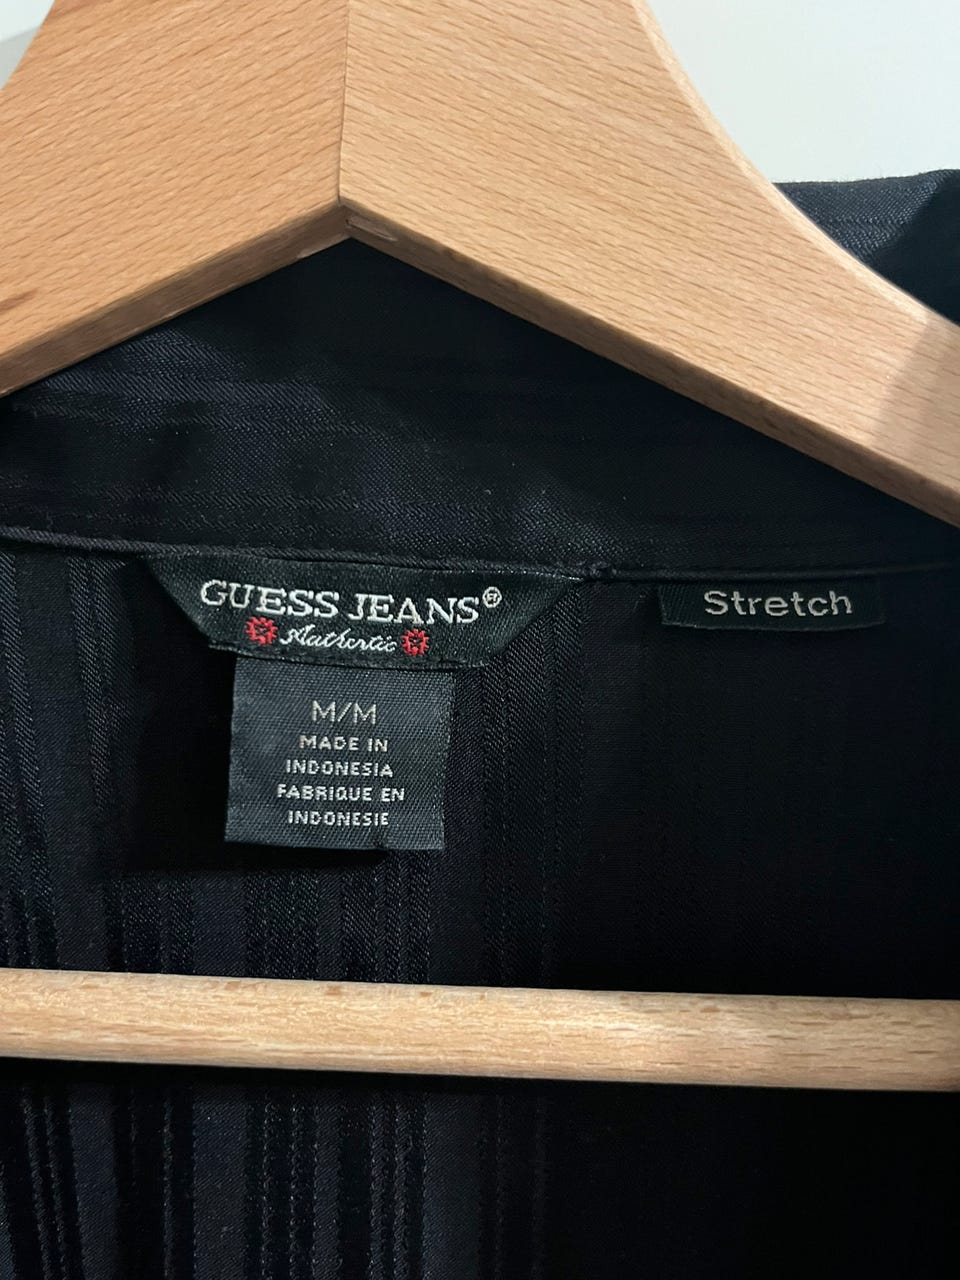 GUESS JEANS®
Authentic
Stretch
M/M
MADE IN
INDONESIA
FABRIQUE EN
INDONESIE